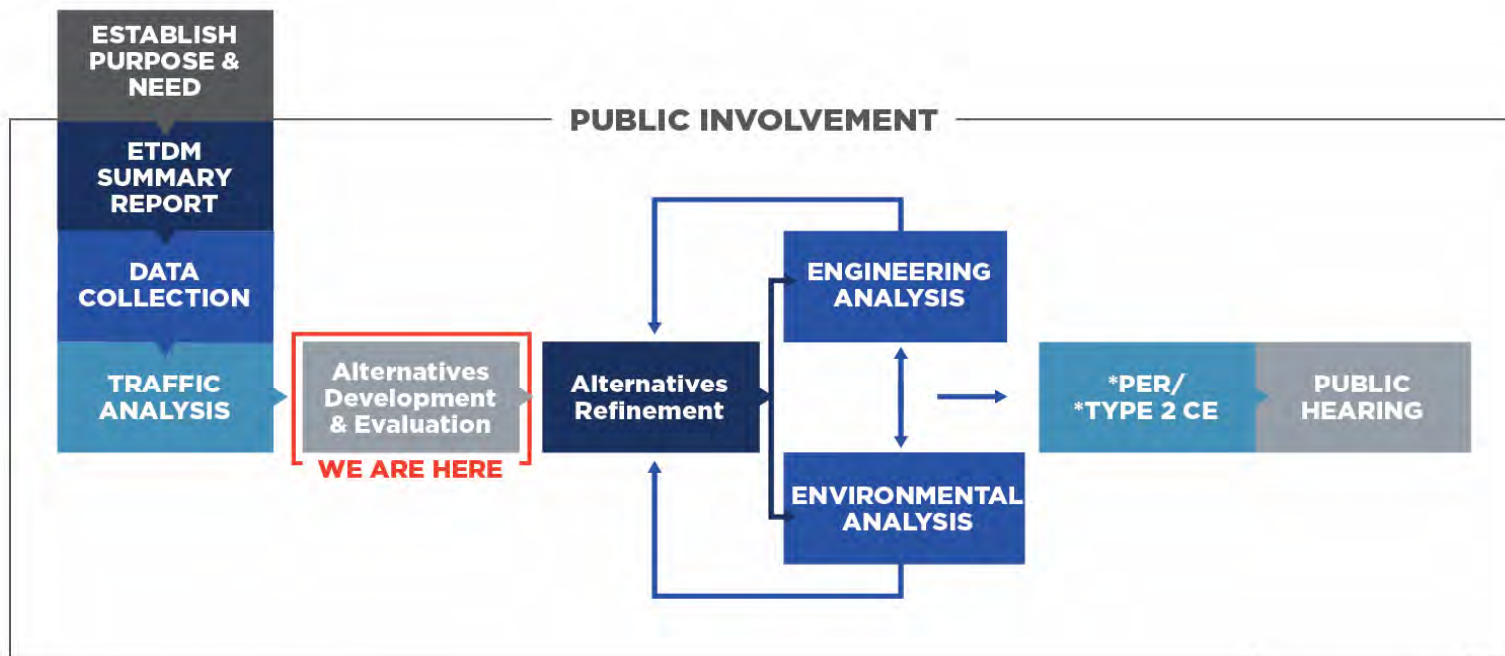 ESTABLISH
PURPOSE &
NEED
PUBLIC INVOLVEMENT
ETDM
SUMMARY
REPORT
DATA
COLLECTION
TRAFFIC
ANALYSIS
Alternatives
Development
& Evaluation
WE ARE HERE
Alternatives
Refinement
ENGINEERING
ANALYSIS
ENVIRONMENTAL
ANALYSIS
*PER/
*TYPE 2 CE
PUBLIC
HEARING